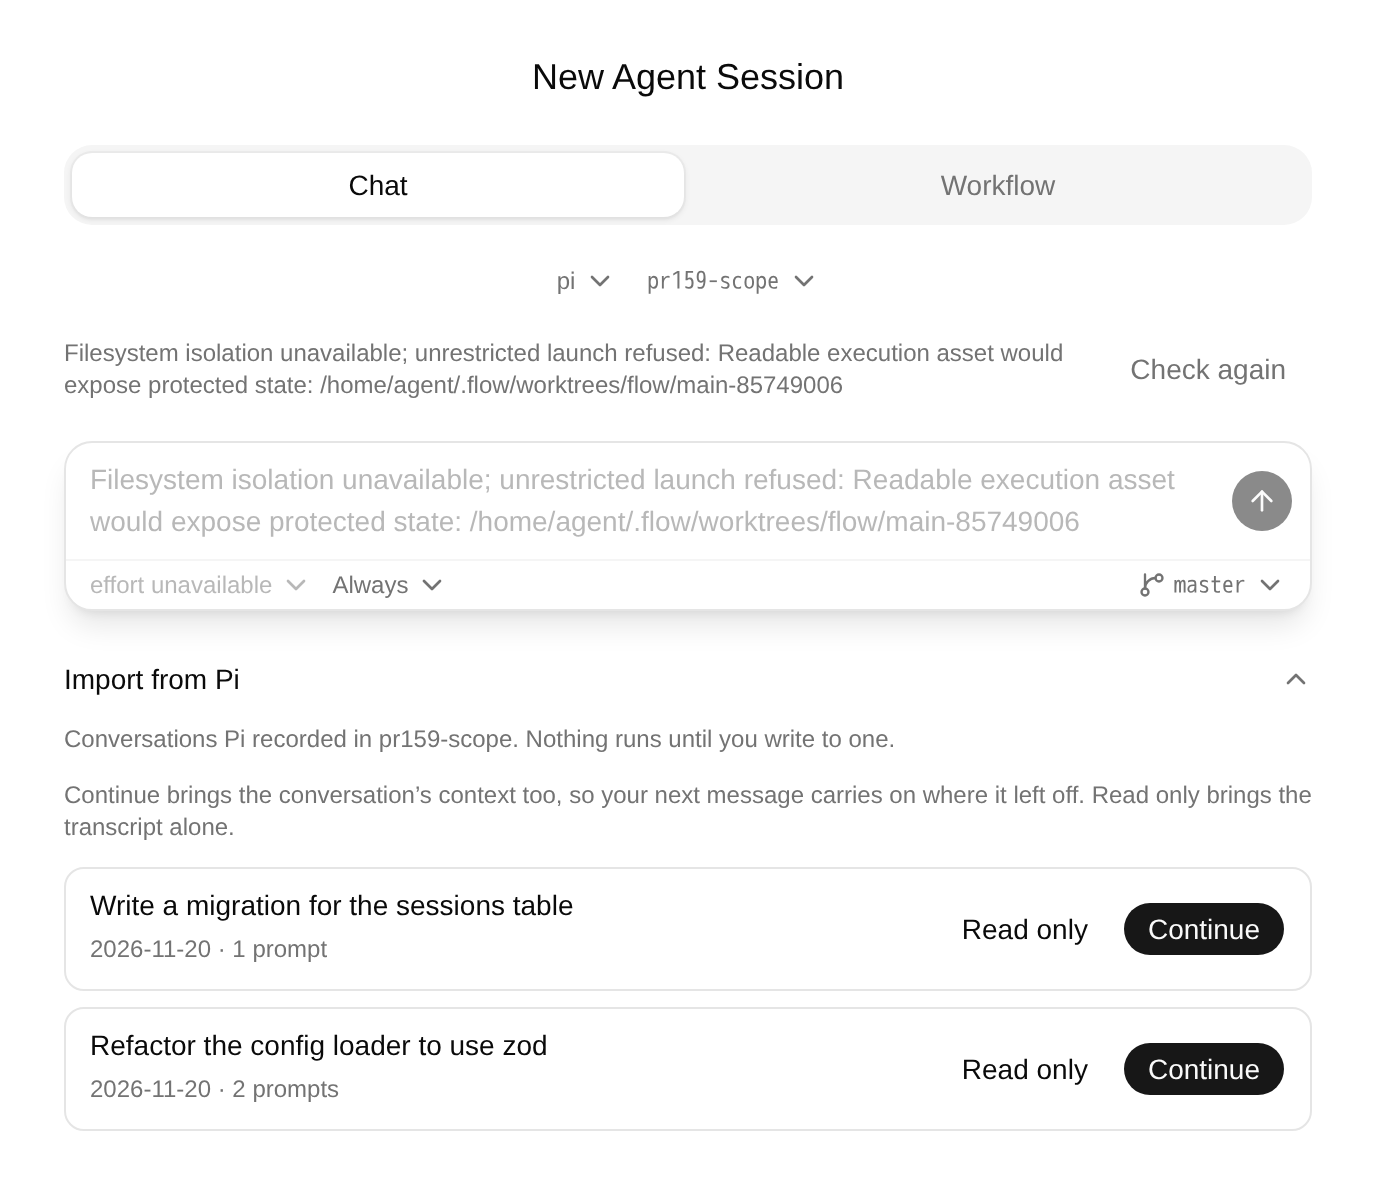 New Agent Session
Chat
Workflow
pi
pr159-scope
Filesystem isolation unavailable; unrestricted launch refused: Readable execution asset would
expose protected state: /home/agent/.flow/worktrees/flow/main-85749006
Check again
Filesystem isolation unavailable; unrestricted launch refused: Readable execution asset
would expose protected state: /home/agent/.flow/worktrees/flow/main-85749006
effort unavailable
Always
master
Import from Pi
Conversations Pi recorded in pr159-scope. Nothing runs until you write to one.
Continue brings the conversation’s context too, so your next message carries on where it left off. Read only brings the
transcript alone.
Write a migration for the sessions table
2026-11-20 · 1 prompt
Read only
Continue
Refactor the config loader to use zod
2026-11-20 · 2 prompts
Read only
Continue